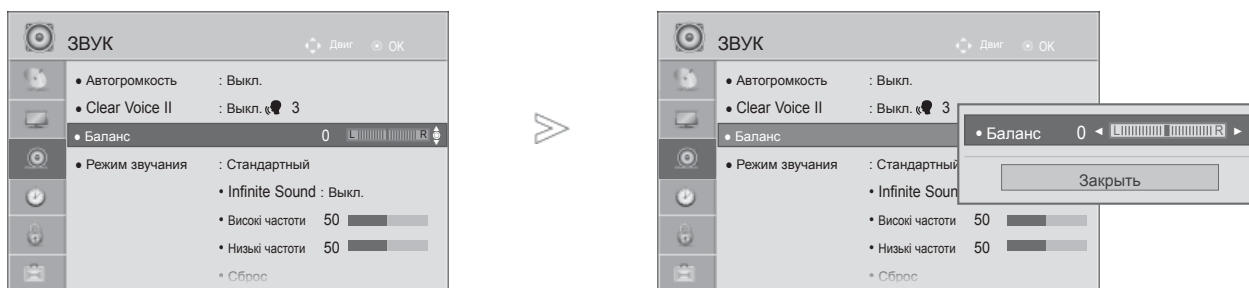 ЗВУК
Двиг OK
• Автогромкость : Выкл.
• Clear Voice II : Выкл. 3
• Баланс 0 L R
• Режим звучания : Стандартный
• Infinite Sound : Выкл.
• Високі частоти 50
• Низькі частоти 50
• Сброс
ЗВУК
Двиг OK
• Автогромкость : Выкл.
• Clear Voice II : Выкл. 3
• Баланс
• Режим звучания : Стандартный
• Infinite Soun
• Високі частоти 50
• Низькі частоти 50
• Сброс
• Баланс 0 ◄ L R ►
Закрыть